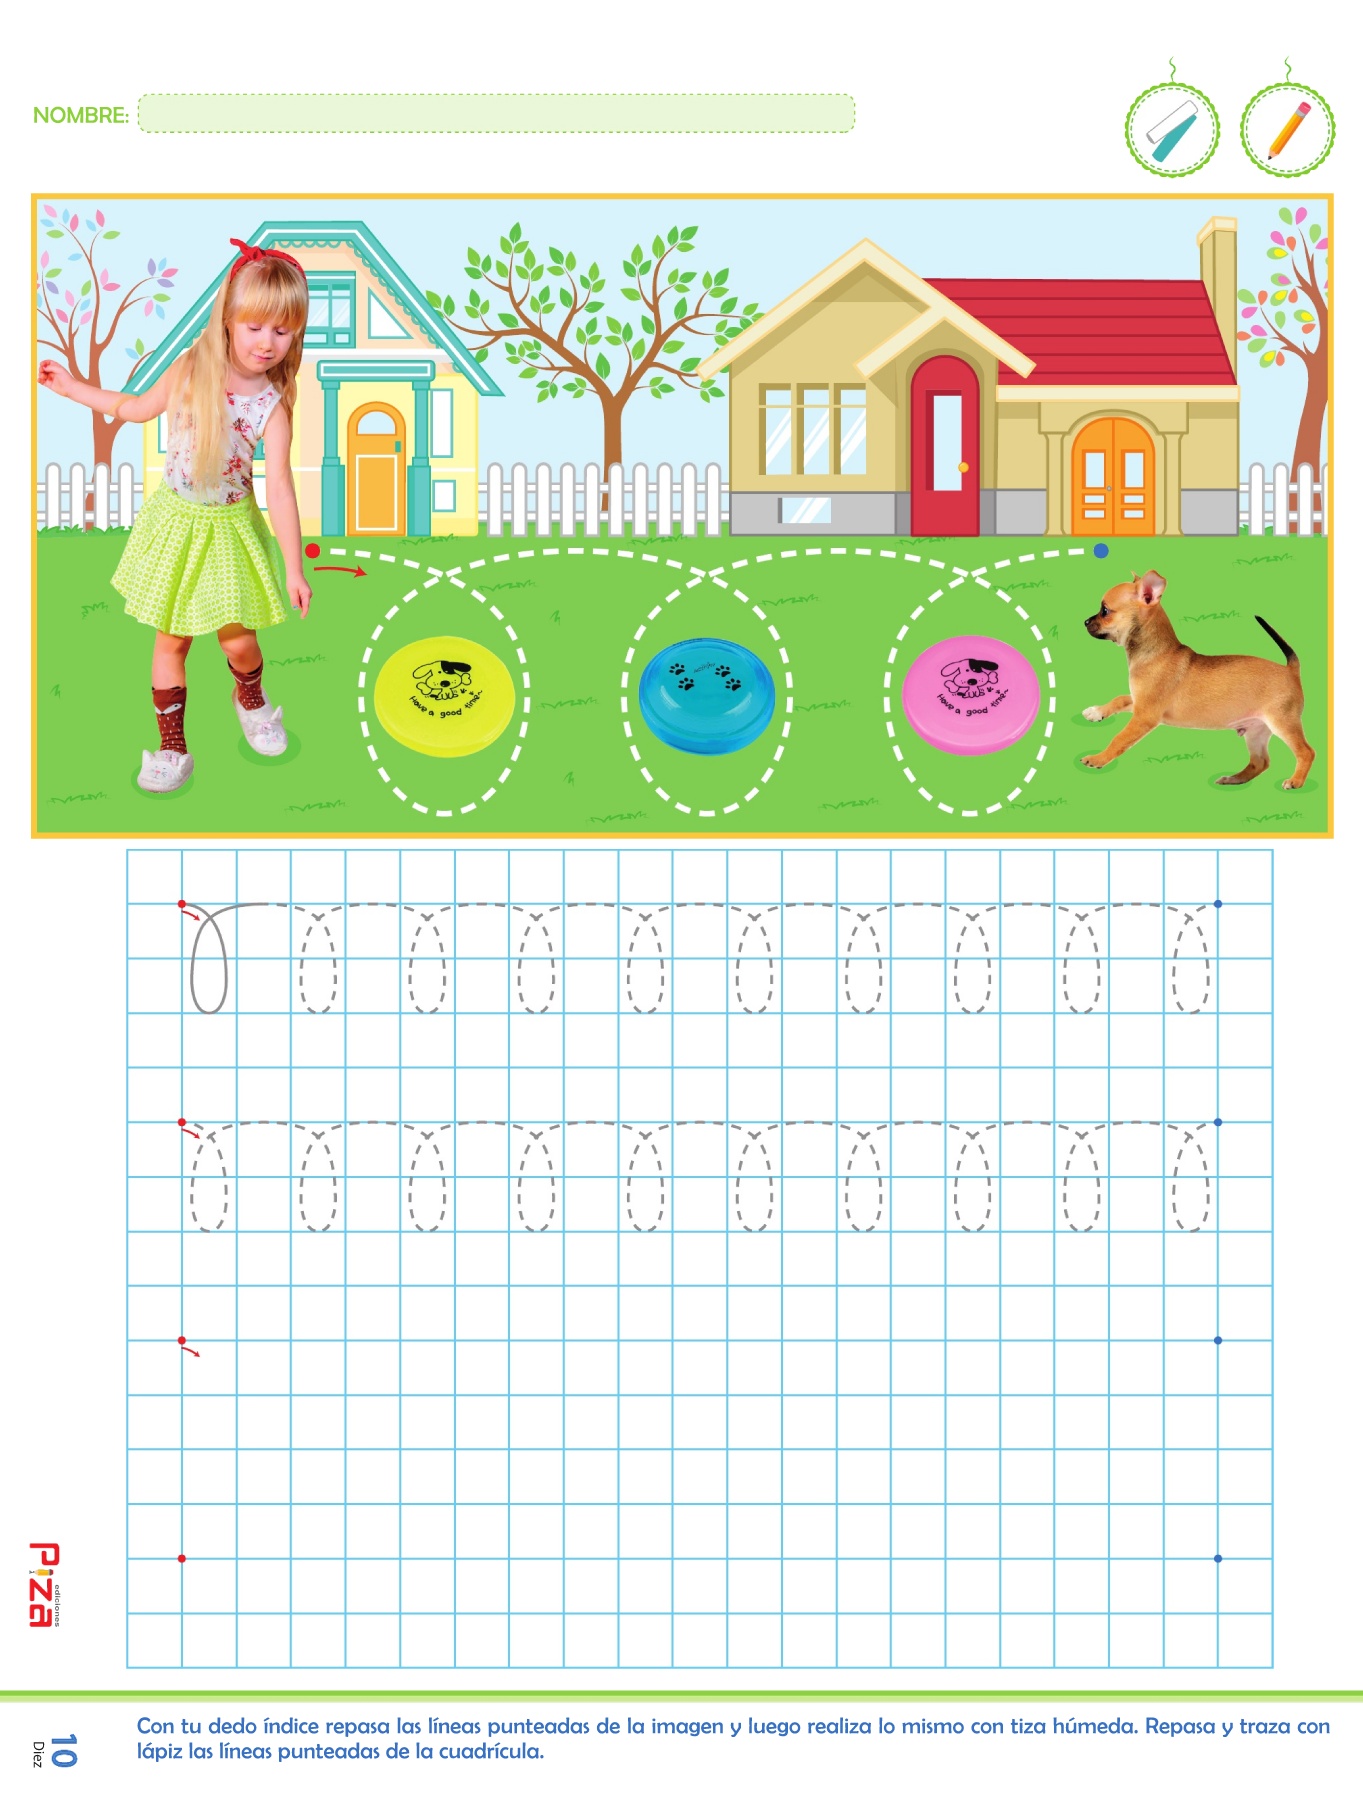 NOMBRE:
Have a good time
Have a good time
Piza
ediciones
10
Diez
Con tu dedo índice repasa las líneas punteadas de la imagen y luego realiza lo mismo con tiza húmeda. Repasa y traza con
lápiz las líneas punteadas de la cuadrícula.